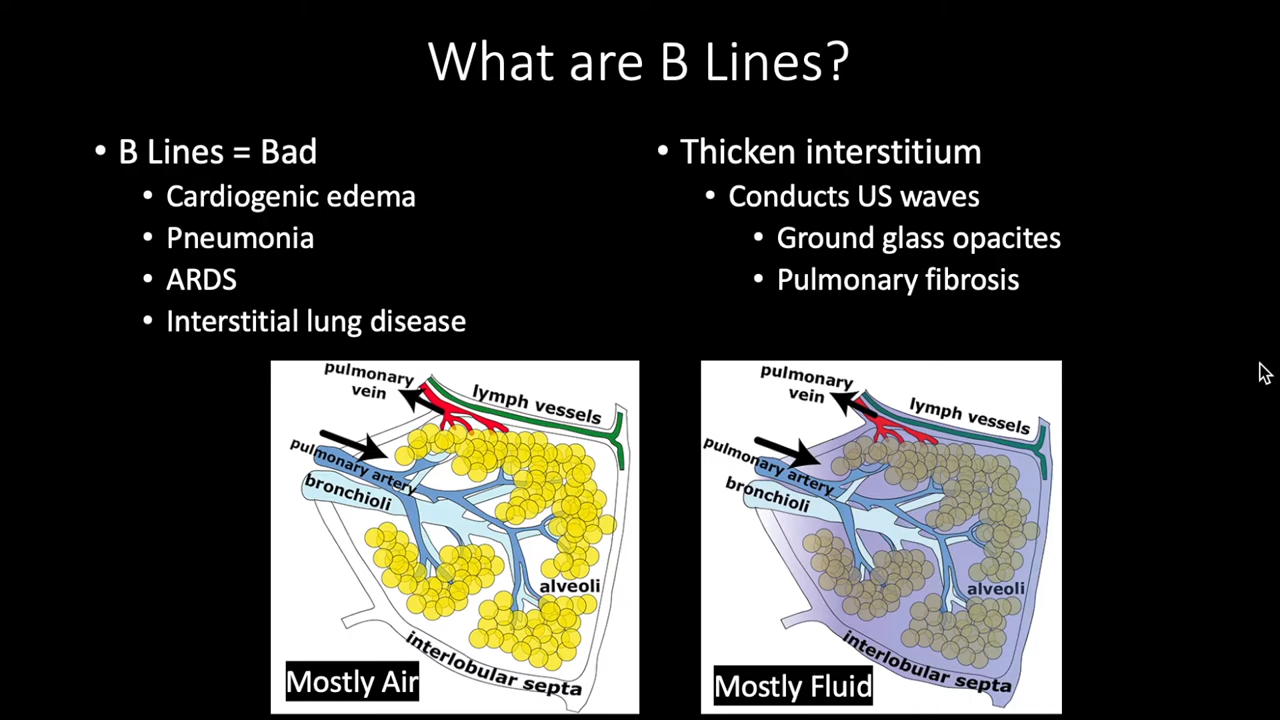 What are B Lines?
• B Lines = Bad
• Cardiogenic edema
• Pneumonia
• ARDS
• Interstitial lung disease
• Thicken interstitium
• Conducts US waves
• Ground glass opacites
• Pulmonary fibrosis
pulmonary
vein
lymph vessels
pulmonary artery
bronchioli
alveoli
interlobular septa
Mostly Air
pulmonary
vein
lymph vessels
pulmonary artery
bronchioli
alveoli
interlobular septa
Mostly Fluid